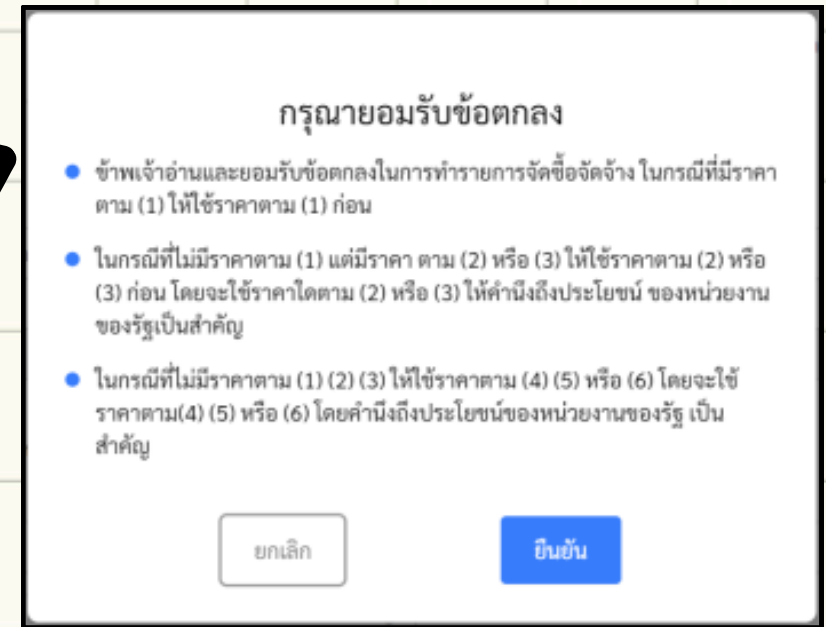 กรุณายอมรับข้อตกลง
ข้าพเจ้าอ่านและยอมรับข้อตกลงในการทำรายการจัดซื้อจัดจ้าง ในกรณีที่มีราคา
ตาม (1) ให้ใช้ราคาตาม (1) ก่อน
ในกรณีที่ไม่มีราคาตาม (1) แต่มีราคา ตาม (2) หรือ (3) ให้ใช้ราคาตาม (2) หรือ
(3) ก่อน โดยจะใช้ราคาใดตาม (2) หรือ (3) ให้คำนึงถึงประโยชน์ ของหน่วยงาน
ของรัฐเป็นสำคัญ
ในกรณีที่ไม่มีราคาตาม (1) (2) (3) ให้ใช้ราคาตาม (4) (5) หรือ (6) โดยจะใช้
ราคาตาม(4) (5) หรือ (6) โดยคำนึงถึงประโยชน์ของหน่วยงานของรัฐ เป็น
สำคัญ
ยกเลิก
ยืนยัน